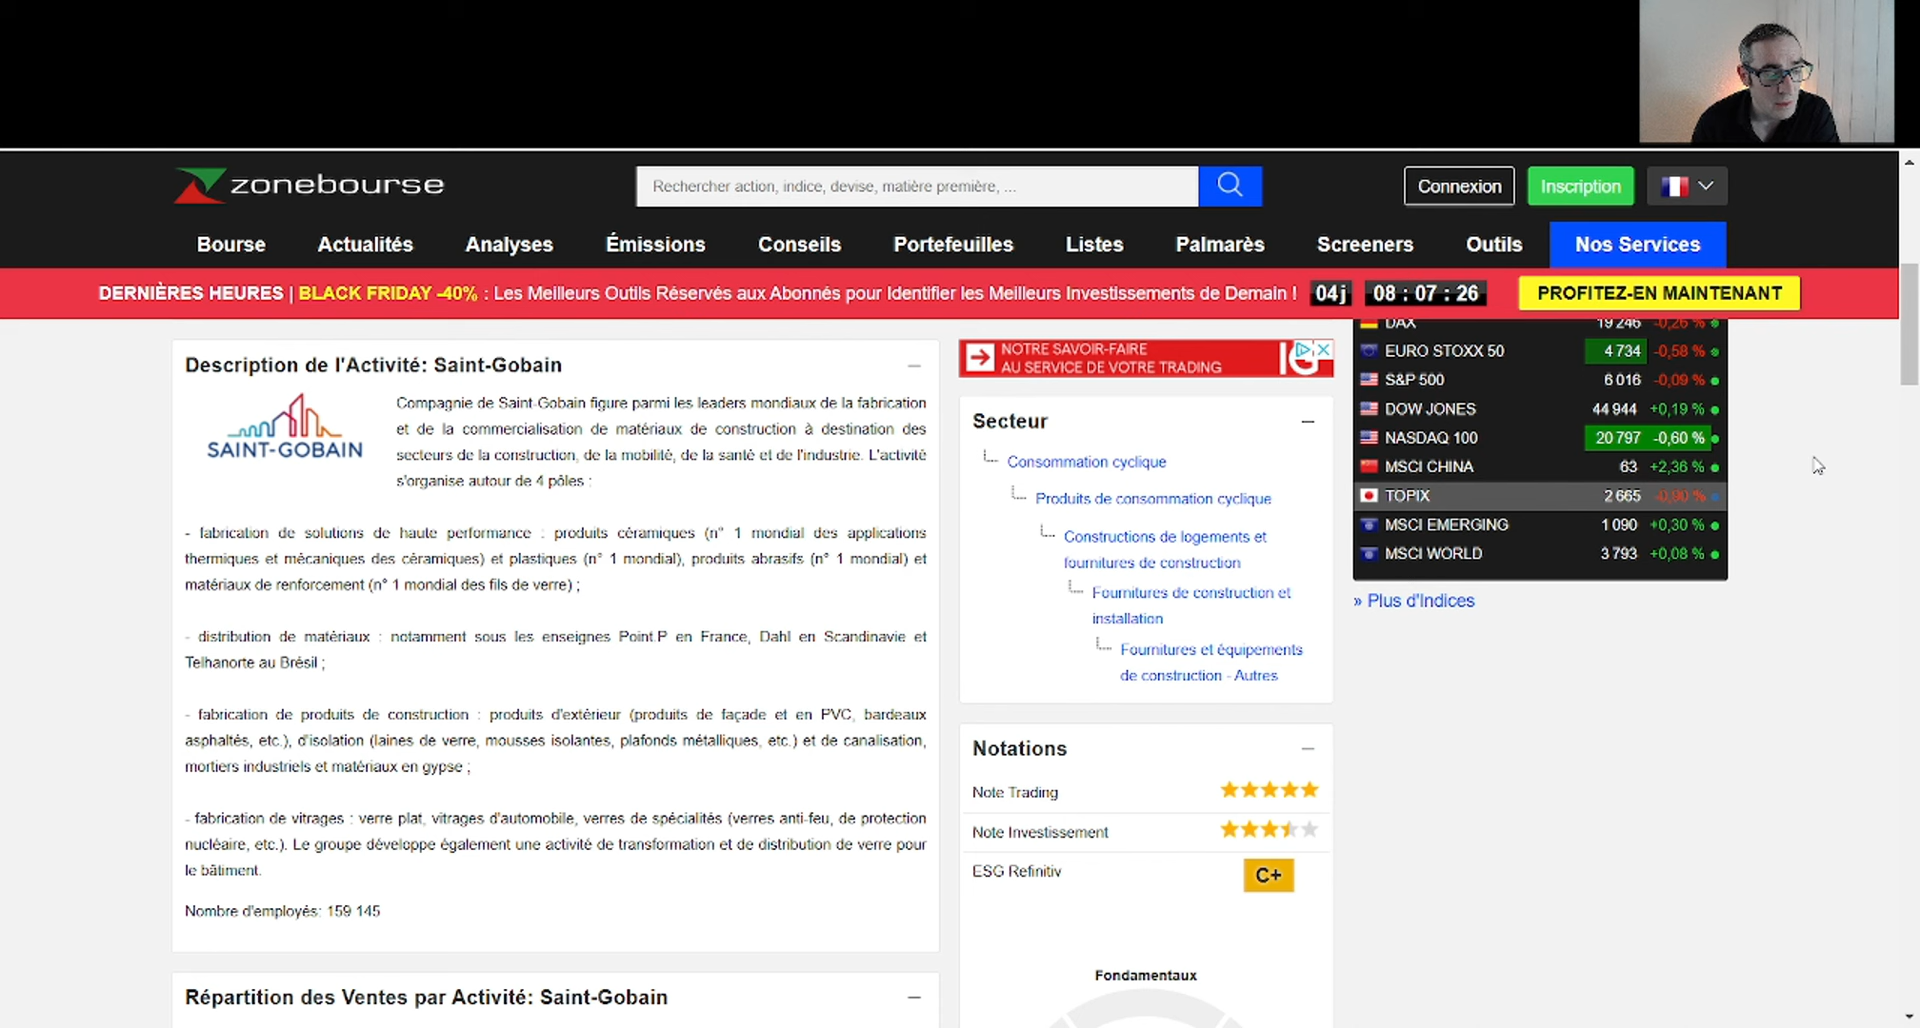 zonebourse
Rechercher action, indice, devise, matière première, ...
Connexion
Inscription
Bourse
Actualités
Analyses
Émissions
Conseils
Portefeuilles
Listes
Palmarès
Screeners
Outils
Nos Services
DERNIÈRES HEURES | BLACK FRIDAY -40% : Les Meilleurs Outils Réservés aux Abonnés pour Identifier les Meilleurs Investissements de Demain !
04j
08 : 07 : 26
PROFITEZ-EN MAINTENANT
Description de l'Activité: Saint-Gobain
SAINT-GOBAIN
Compagnie de Saint-Gobain figure parmi les leaders mondiaux de la fabrication
et de la commercialisation de matériaux de construction à destination des
secteurs de la construction, de la mobilité, de la santé et de l'industrie. L'activité
s'organise autour de 4 pôles :
- fabrication de solutions de haute performance : produits céramiques (n° 1 mondial des applications
thermiques et mécaniques des céramiques) et plastiques (n° 1 mondial), produits abrasifs (n° 1 mondial) et
matériaux de renforcement (n° 1 mondial des fils de verre) ;
- distribution de matériaux : notamment sous les enseignes Point.P en France, Dahl en Scandinavie et
Telhanorte au Brésil ;
- fabrication de produits de construction : produits d'extérieur (produits de façade et en PVC, bardeaux
asphaltés, etc.), d'isolation (laines de verre, mousses isolantes, plafonds métalliques, etc.) et de canalisation,
mortiers industriels et matériaux en gypse ;
- fabrication de vitrages : verre plat, vitrages d'automobile, verres de spécialités (verres anti-feu, de protection
nucléaire, etc.). Le groupe développe également une activité de transformation et de distribution de verre pour
le bâtiment.
Nombre d'employés: 159 145
Répartition des Ventes par Activité: Saint-Gobain
NOTRE SAVOIR-FAIRE
AU SERVICE DE VOTRE TRADING
IG
Secteur
Consommation cyclique
Produits de consommation cyclique
Constructions de logements et
fournitures de construction
Fournitures de construction et
installation
Fournitures et équipements
de construction - Autres
Notations
Note Trading
Note Investissement
ESG Refinitiv
C+
Fondamentaux
DAX 19 246 -0,26 %
EURO STOXX 50 4 734 -0,58 %
S&P 500 6 016 -0,09 %
DOW JONES 44 944 +0,19 %
NASDAQ 100 20 797 -0,60 %
MSCI CHINA 63 +2,36 %
TOPIX 2 665 -0,90 %
MSCI EMERGING 1 090 +0,30 %
MSCI WORLD 3 793 +0,08 %
» Plus d'Indices